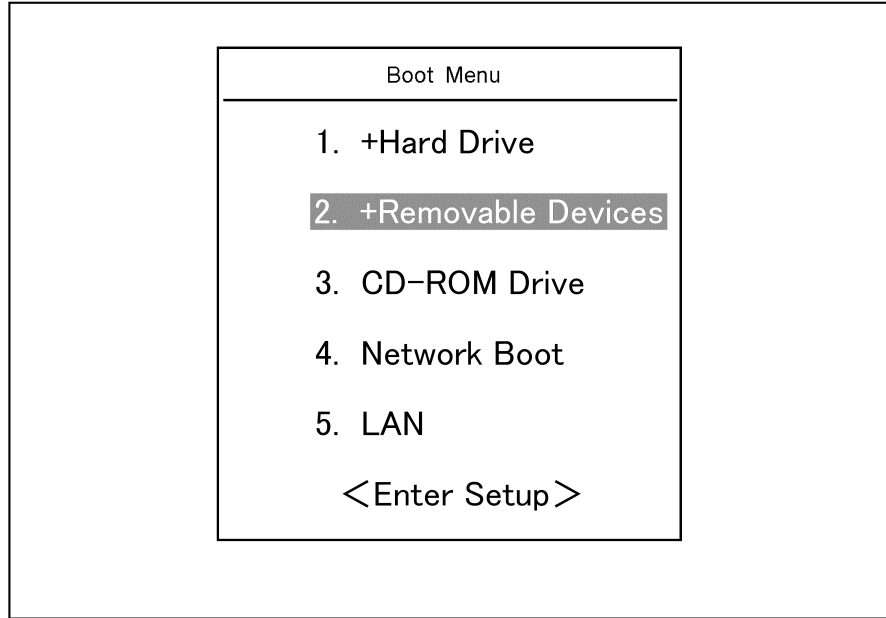 Boot Menu
1. +Hard Drive
2. +Removable Devices
3. CD-ROM Drive
4. Network Boot
5. LAN
<Enter Setup>